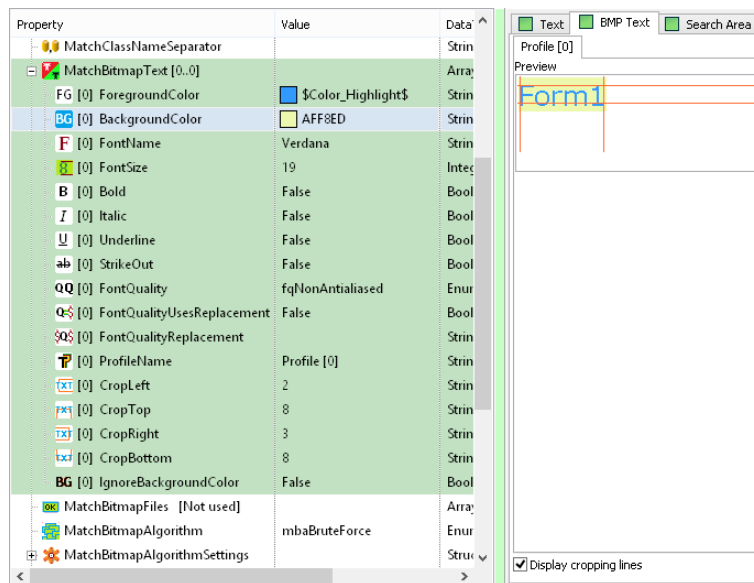 Property Value Data
MatchClassNameSeparator Strin
MatchBitmapText [0..0] Array
FG [0] ForegroundColor $Color_Highlight$ Strin
BG [0] BackgroundColor AFF8ED Strin
F [0] FontName Verdana Strin
8 [0] FontSize 19 Integ
B [0] Bold False Bool
I [0] Italic False Bool
U [0] Underline False Bool
ab [0] StrikeOut False Bool
QQ [0] FontQuality fqNonAntialiased Enur
Q=$ [0] FontQualityUsesReplacement False Bool
$Q$ [0] FontQualityReplacement Strin
TP [0] ProfileName Profile [0] Strin
TXT [0] CropLeft 2 Strin
TXT [0] CropTop 8 Strin
TXT [0] CropRight 3 Strin
TXT [0] CropBottom 8 Strin
BG [0] IgnoreBackgroundColor False Bool
OK MatchBitmapFiles [Not used] Array
MatchBitmapAlgorithm mbaBruteForce Enur
MatchBitmapAlgorithmSettings Struc
Text BMP Text Search Area
Profile [0]
Preview
Form1
Display cropping lines